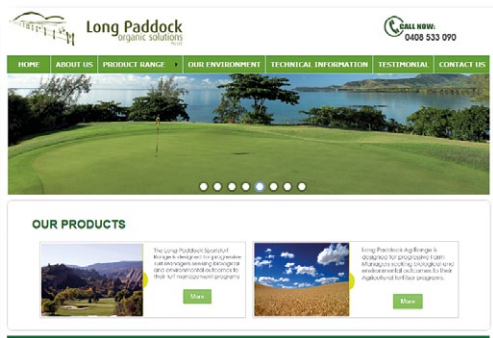 Long Paddock
organic solutions
CALL NOW:
0408 533 090
HOME ABOUT US PRODUCT RANGE OUR ENVIRONMENT TECHNICAL INFORMATION TESTIMONIAL CONTACT US
OUR PRODUCTS
The Long Paddock Sportsturf
Range is designed for progressive
turf managers seeking biological
and environmental outcomes to
their turf management programs
More
Long Paddock Ag Range is
designed for progressive Farm
Managers seeking biological and
environmental outcomes to their
Agricultural fertiliser programs.
More